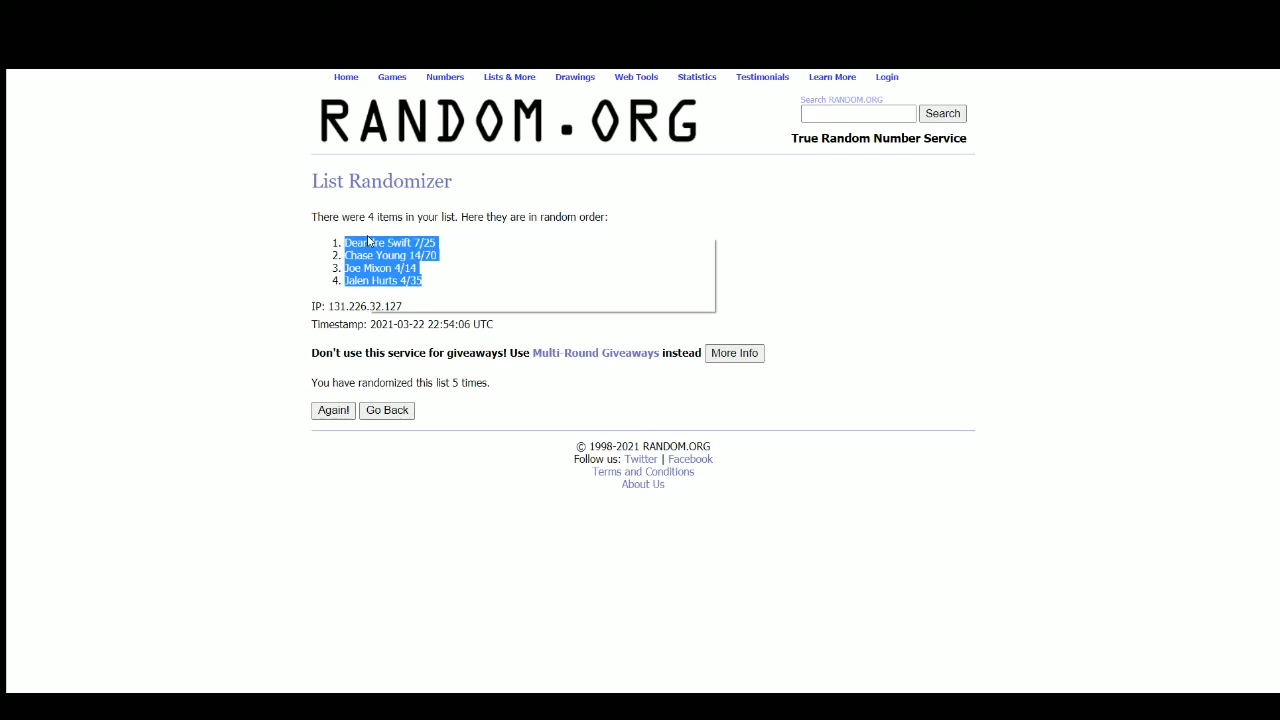 Home Games Numbers Lists & More Drawings Web Tools Statistics Testimonials Learn More Login
RANDOM.ORG
Search RANDOM.ORG
Search
True Random Number Service
List Randomizer
There were 4 items in your list. Here they are in random order:
1. Deandre Swift 7/25
2. Chase Young 14/70
3. Joe Mixon 4/14
4. Jalen Hurts 4/35
IP: 131.226.32.127
Timestamp: 2021-03-22 22:54:06 UTC
Don't use this service for giveaways! Use Multi-Round Giveaways instead More Info
You have randomized this list 5 times.
Again! Go Back
© 1998-2021 RANDOM.ORG
Follow us: Twitter | Facebook
Terms and Conditions
About Us